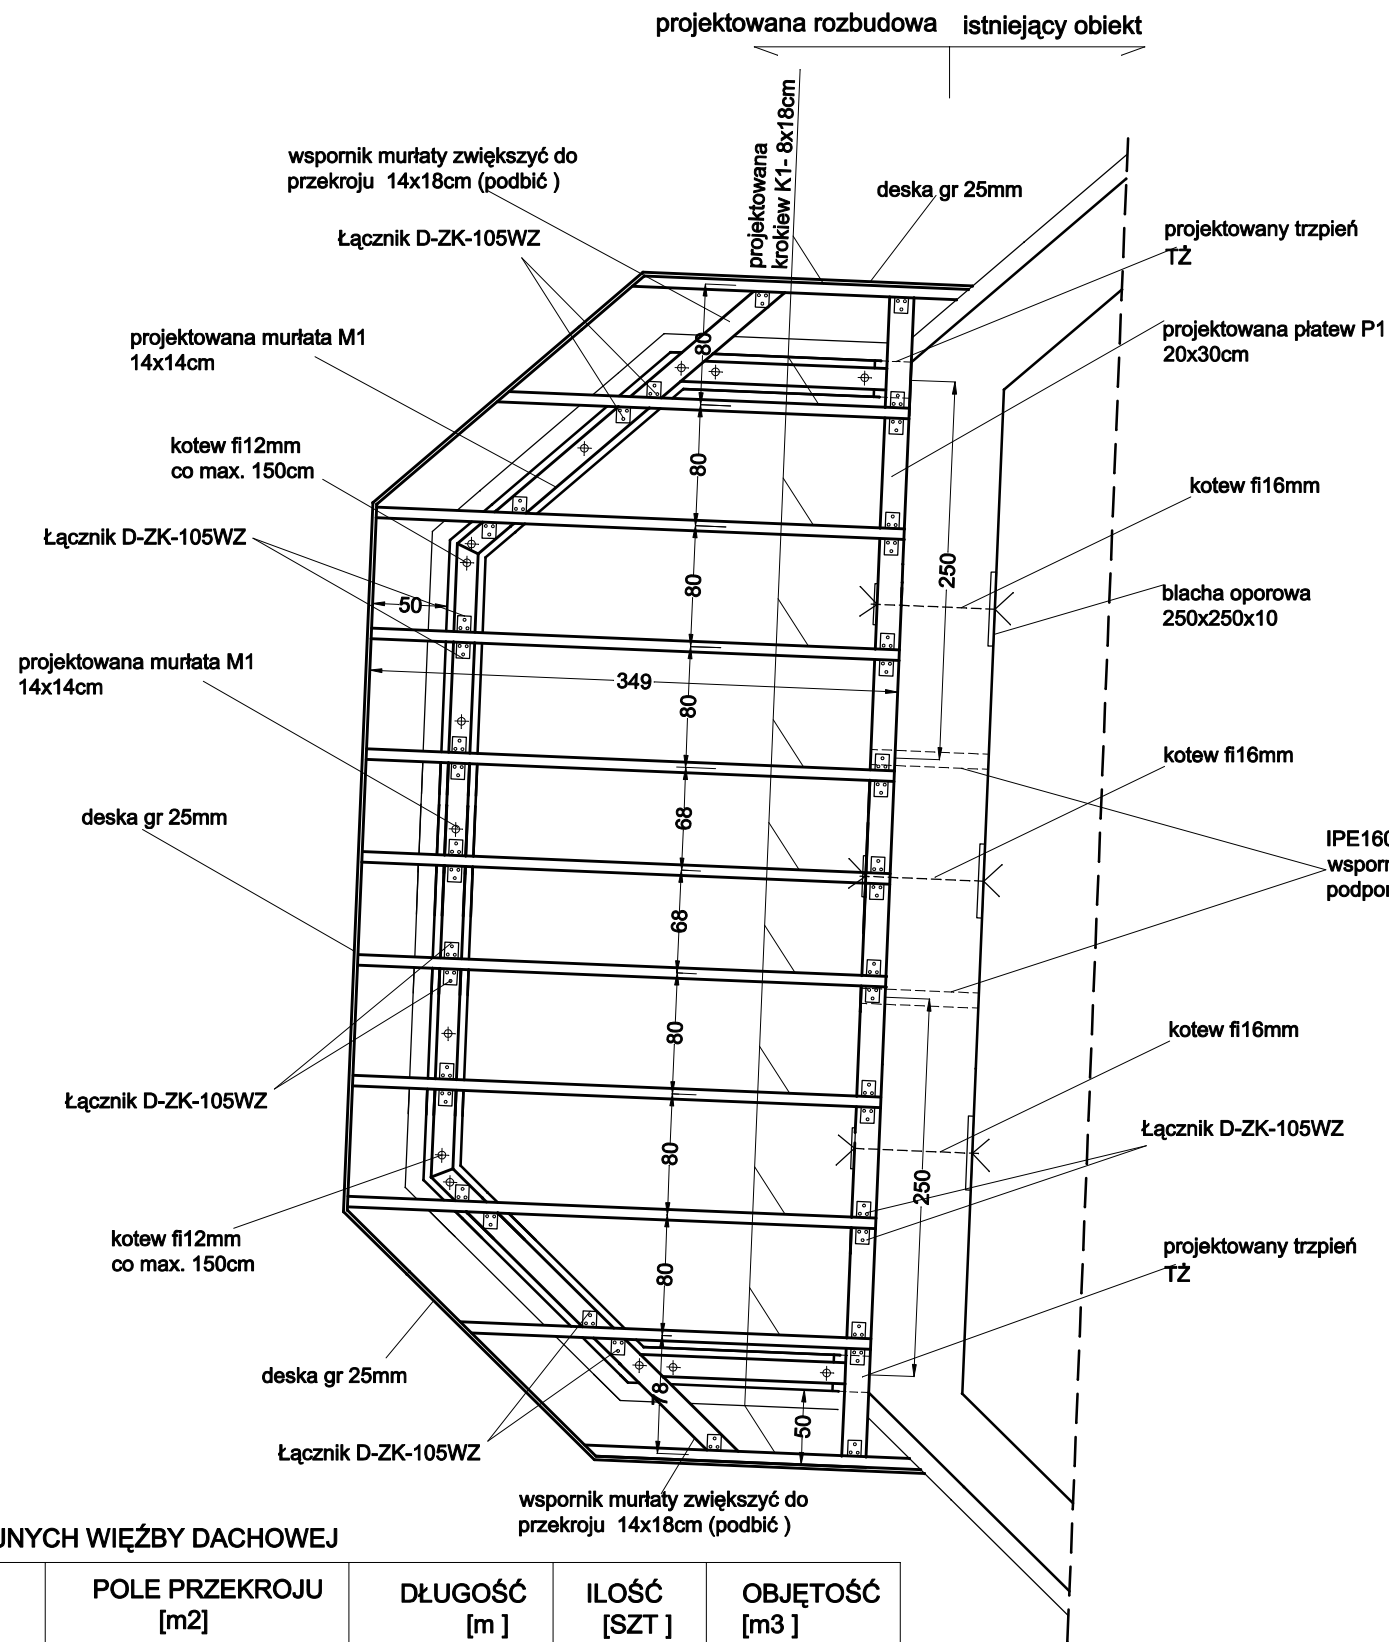 projektowana rozbudowa
istniejący obiekt
projektowana
krokiew K1- 8x18cm
wspornik murłaty zwiększyć do
przekroju 14x18cm (podbić )
deska gr 25mm
Łącznik D-ZK-105WZ
projektowany trzpień
TŻ
projektowana murłata M1
14x14cm
projektowana płatew P1
20x30cm
80
kotew fi12mm
co max. 150cm
80
kotew fi16mm
Łącznik D-ZK-105WZ
250
80
50
blacha oporowa
250x250x10
projektowana murłata M1
14x14cm
349
80
kotew fi16mm
deska gr 25mm
68
IPE160
68
80
kotew fi16mm
Łącznik D-ZK-105WZ
Łącznik D-ZK-105WZ
80
250
kotew fi12mm
co max. 150cm
projektowany trzpień
TŻ
80
deska gr 25mm
78
50
Łącznik D-ZK-105WZ
wspornik murłaty zwiększyć do
przekroju 14x18cm (podbić )
JNYCH WIĘŹBY DACHOWEJ
POLE PRZEKROJU
[m2]
DŁUGOŚĆ
[m ]
ILOŚĆ
[SZT ]
OBJĘTOŚĆ
[m3 ]